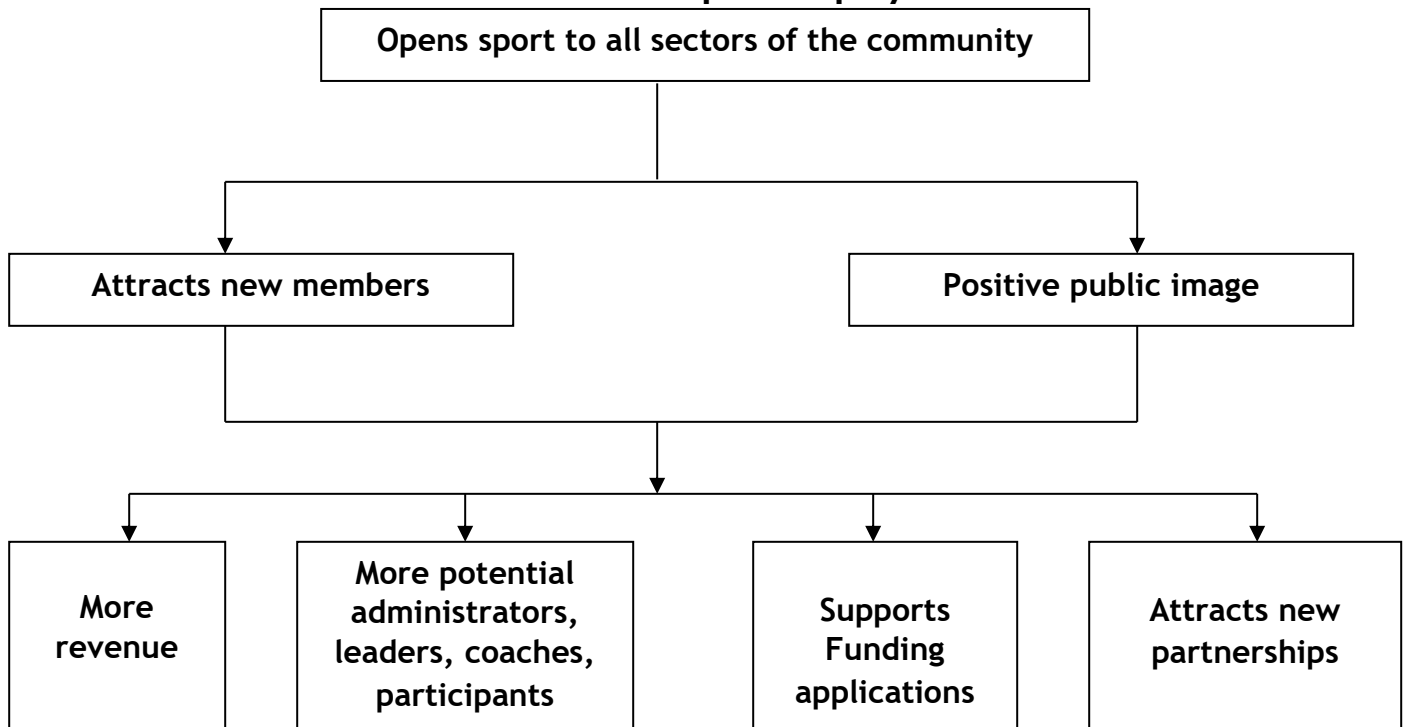 Opens sport to all sectors of the community
Attracts new members
Positive public image
More
revenue
More potential
administrators,
leaders, coaches,
participants
Supports
Funding
applications
Attracts new
partnerships